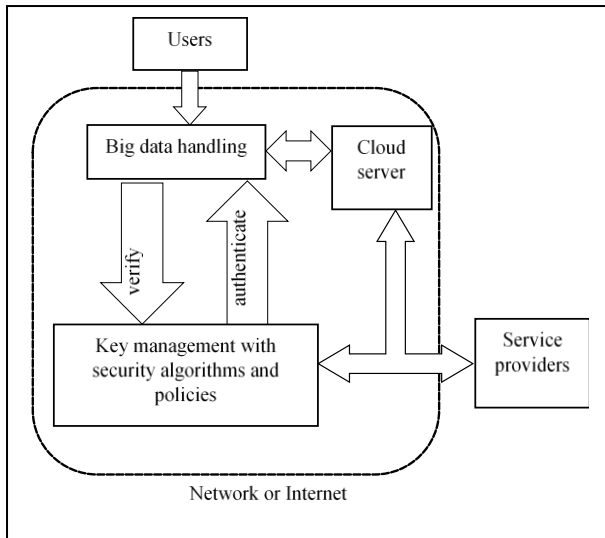 Users
Big data handling
Cloud
server
verify
authenticate
Key management with
security algorithms and
policies
Service
providers
Network or Internet